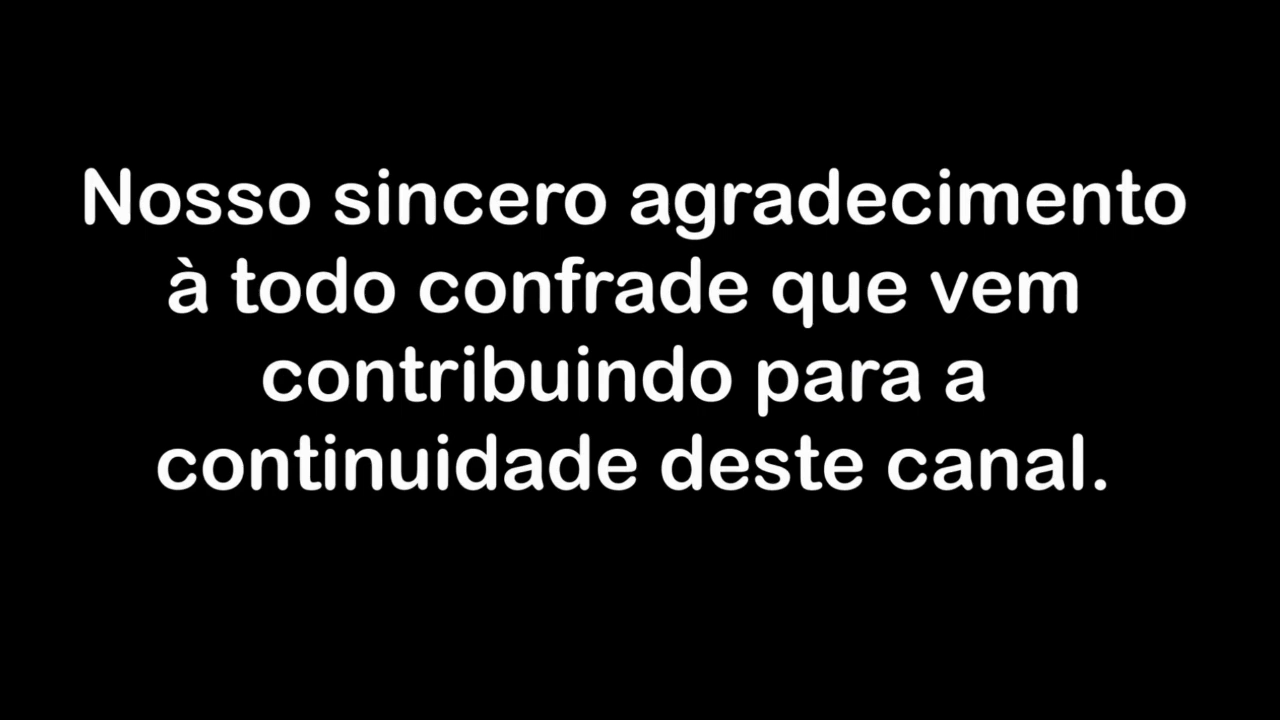 Nosso sincero agradecimento
à todo confrade que vem
contribuindo para a
continuidade deste canal.